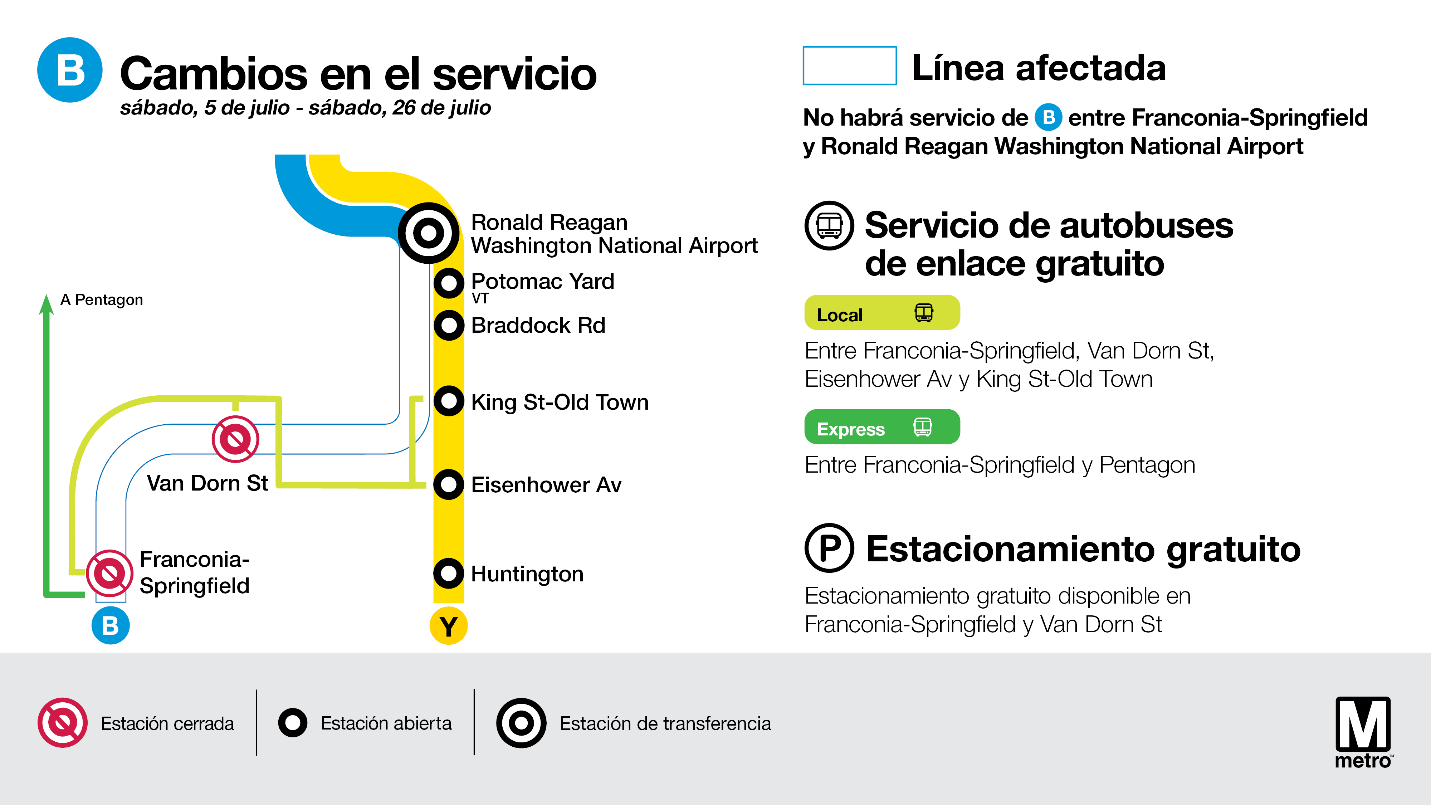 B Cambios en el servicio
sábado, 5 de julio - sábado, 26 de julio
Ronald Reagan
Washington National Airport
Potomac Yard
VT
Braddock Rd
A Pentagon
King St-Old Town
Van Dorn St
Eisenhower Av
Franconia-
Springfield
Huntington
B
Y
Línea afectada
No habrá servicio de B entre Franconia-Springfield
y Ronald Reagan Washington National Airport
Servicio de autobuses
de enlace gratuito
Local
Entre Franconia-Springfield, Van Dorn St,
Eisenhower Av y King St-Old Town
Express
Entre Franconia-Springfield y Pentagon
P Estacionamiento gratuito
Estacionamiento gratuito disponible en
Franconia-Springfield y Van Dorn St
Estación cerrada
Estación abierta
Estación de transferencia
M
metro